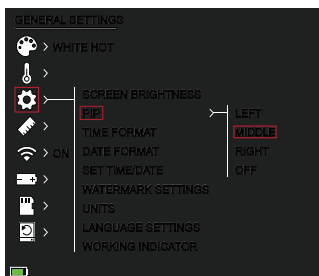 GENERAL SETTINGS
WHITE HOT
SCREEN BRIGHTNESS
PIP
LEFT
TIME FORMAT
MIDDLE
ON
DATE FORMAT
RIGHT
SET TIME/DATE
OFF
WATERMARK SETTINGS
UNITS
LANGUAGE SETTINGS
WORKING INDICATOR